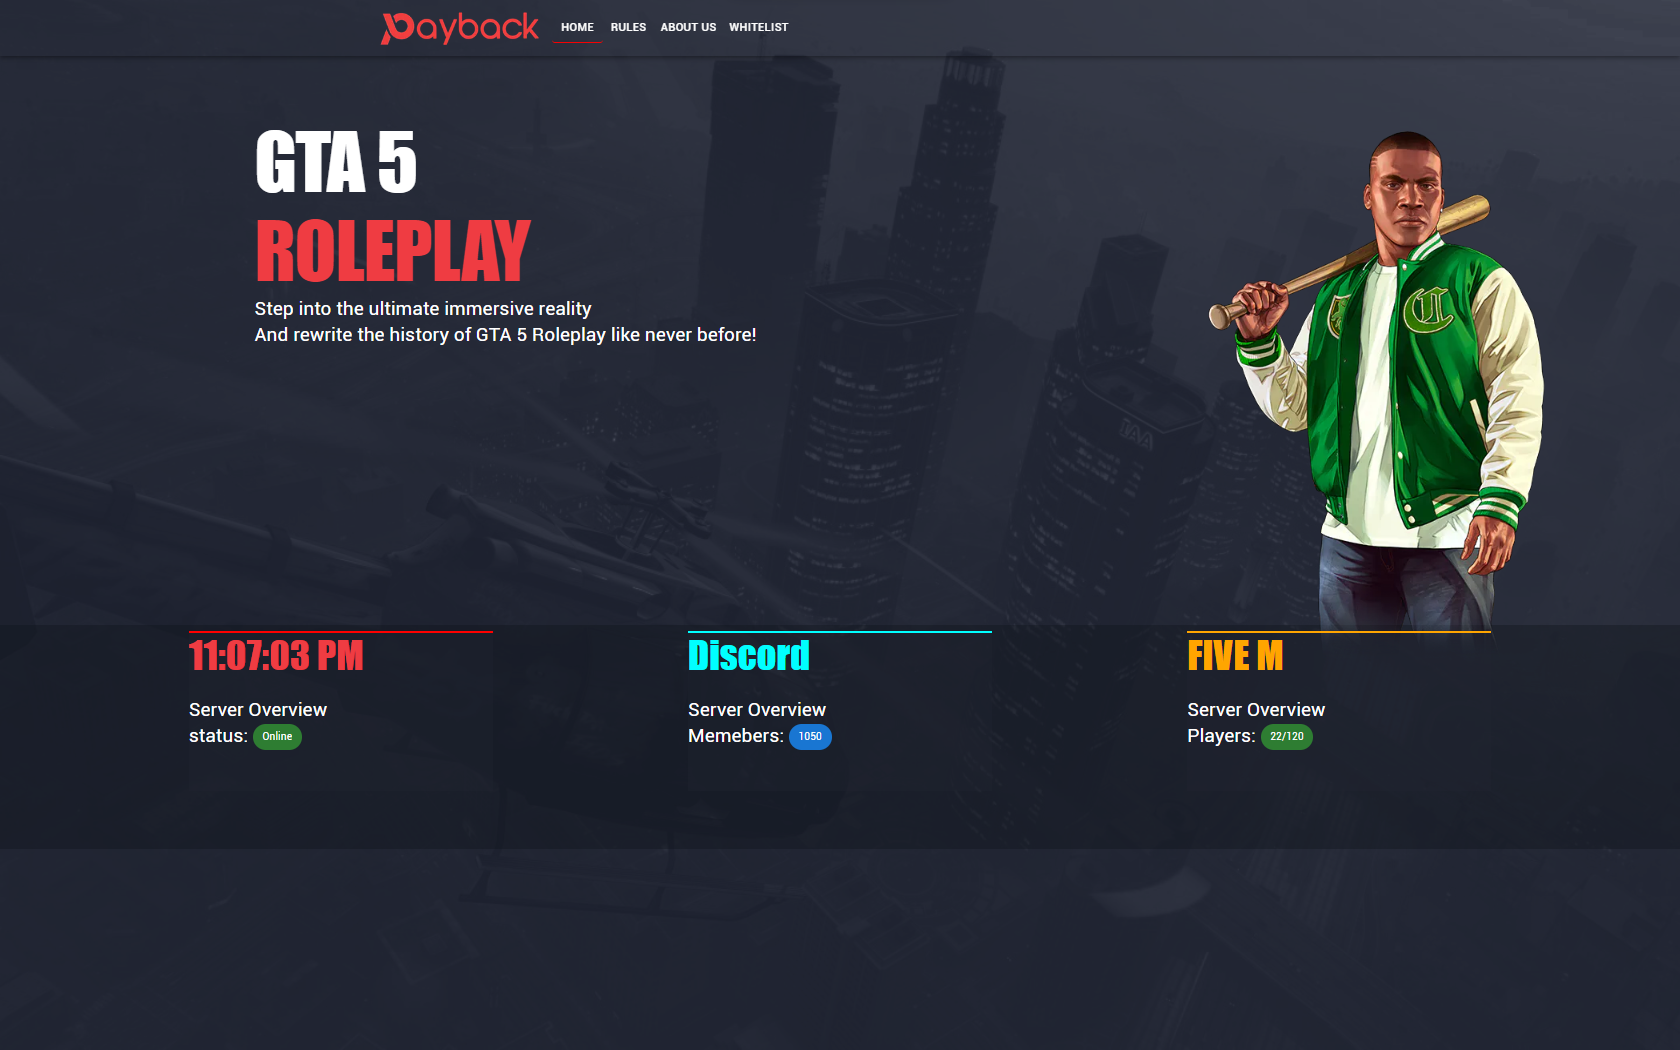 Payback HOME RULES ABOUT US WHITELIST
GTA 5
ROLEPLAY
Step into the ultimate immersive reality
And rewrite the history of GTA 5 Roleplay like never before!
IAA
11:07:03 PM
Server Overview
status: Online
Discord
Server Overview
Memebers: 1050
FIVE M
Server Overview
Players: 22/120